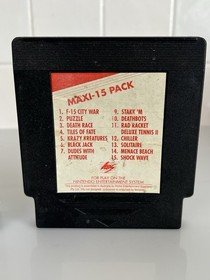 MAXI-15 PACK
1. F-15 CITY WAR
2. PUZZLE
3. DEATH RACE
4. TILES OF FATE
5. KRAZY KREATURES
6. BLACK JACK
7. DUDES WITH
ATTITUDE
9. STAKK 'M
10. DEATHBOTS
11. RAD RACKET
DELUXE TENNIS II
12. CHILLER
13. SOLITAIRE
14. MENACE BEACH
15. SHOCK WAVE
FOR PLAY ON THE
NINTENDO ENTERTAINMENT SYSTEM